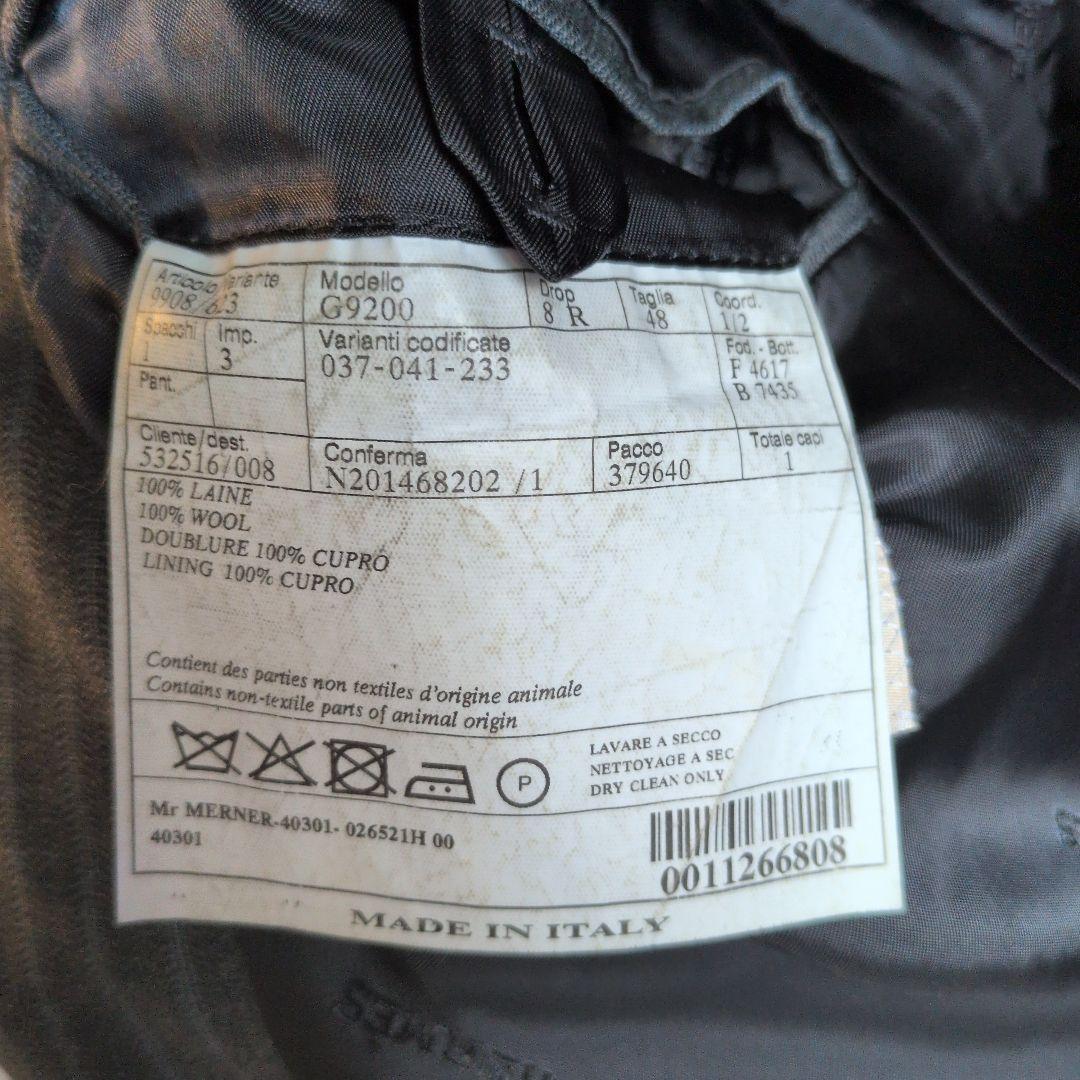 Articolo Variante Modello Drop Taglia Coord.
0908/623 G9200 8 R 48 1/2
Spacchi Imp. Varianti codificate Fod. - Bott.
1 3 037-041-233 F 4617
Pant. B 7435
Cliente/dest. Conferma Pacco Totale capi
532516/008 N201468202 /1 379640 1
100% LAINE
100% WOOL
DOUBLURE 100% CUPRO
LINING 100% CUPRO
Contient des parties non textiles d'origine animale
Contains non-textile parts of animal origin
P
LAVARE A SECCO
NETTOYAGE A SEC
DRY CLEAN ONLY
Mr MERNER-40301- 026521H 00
40301
0011266808
MADE IN ITALY